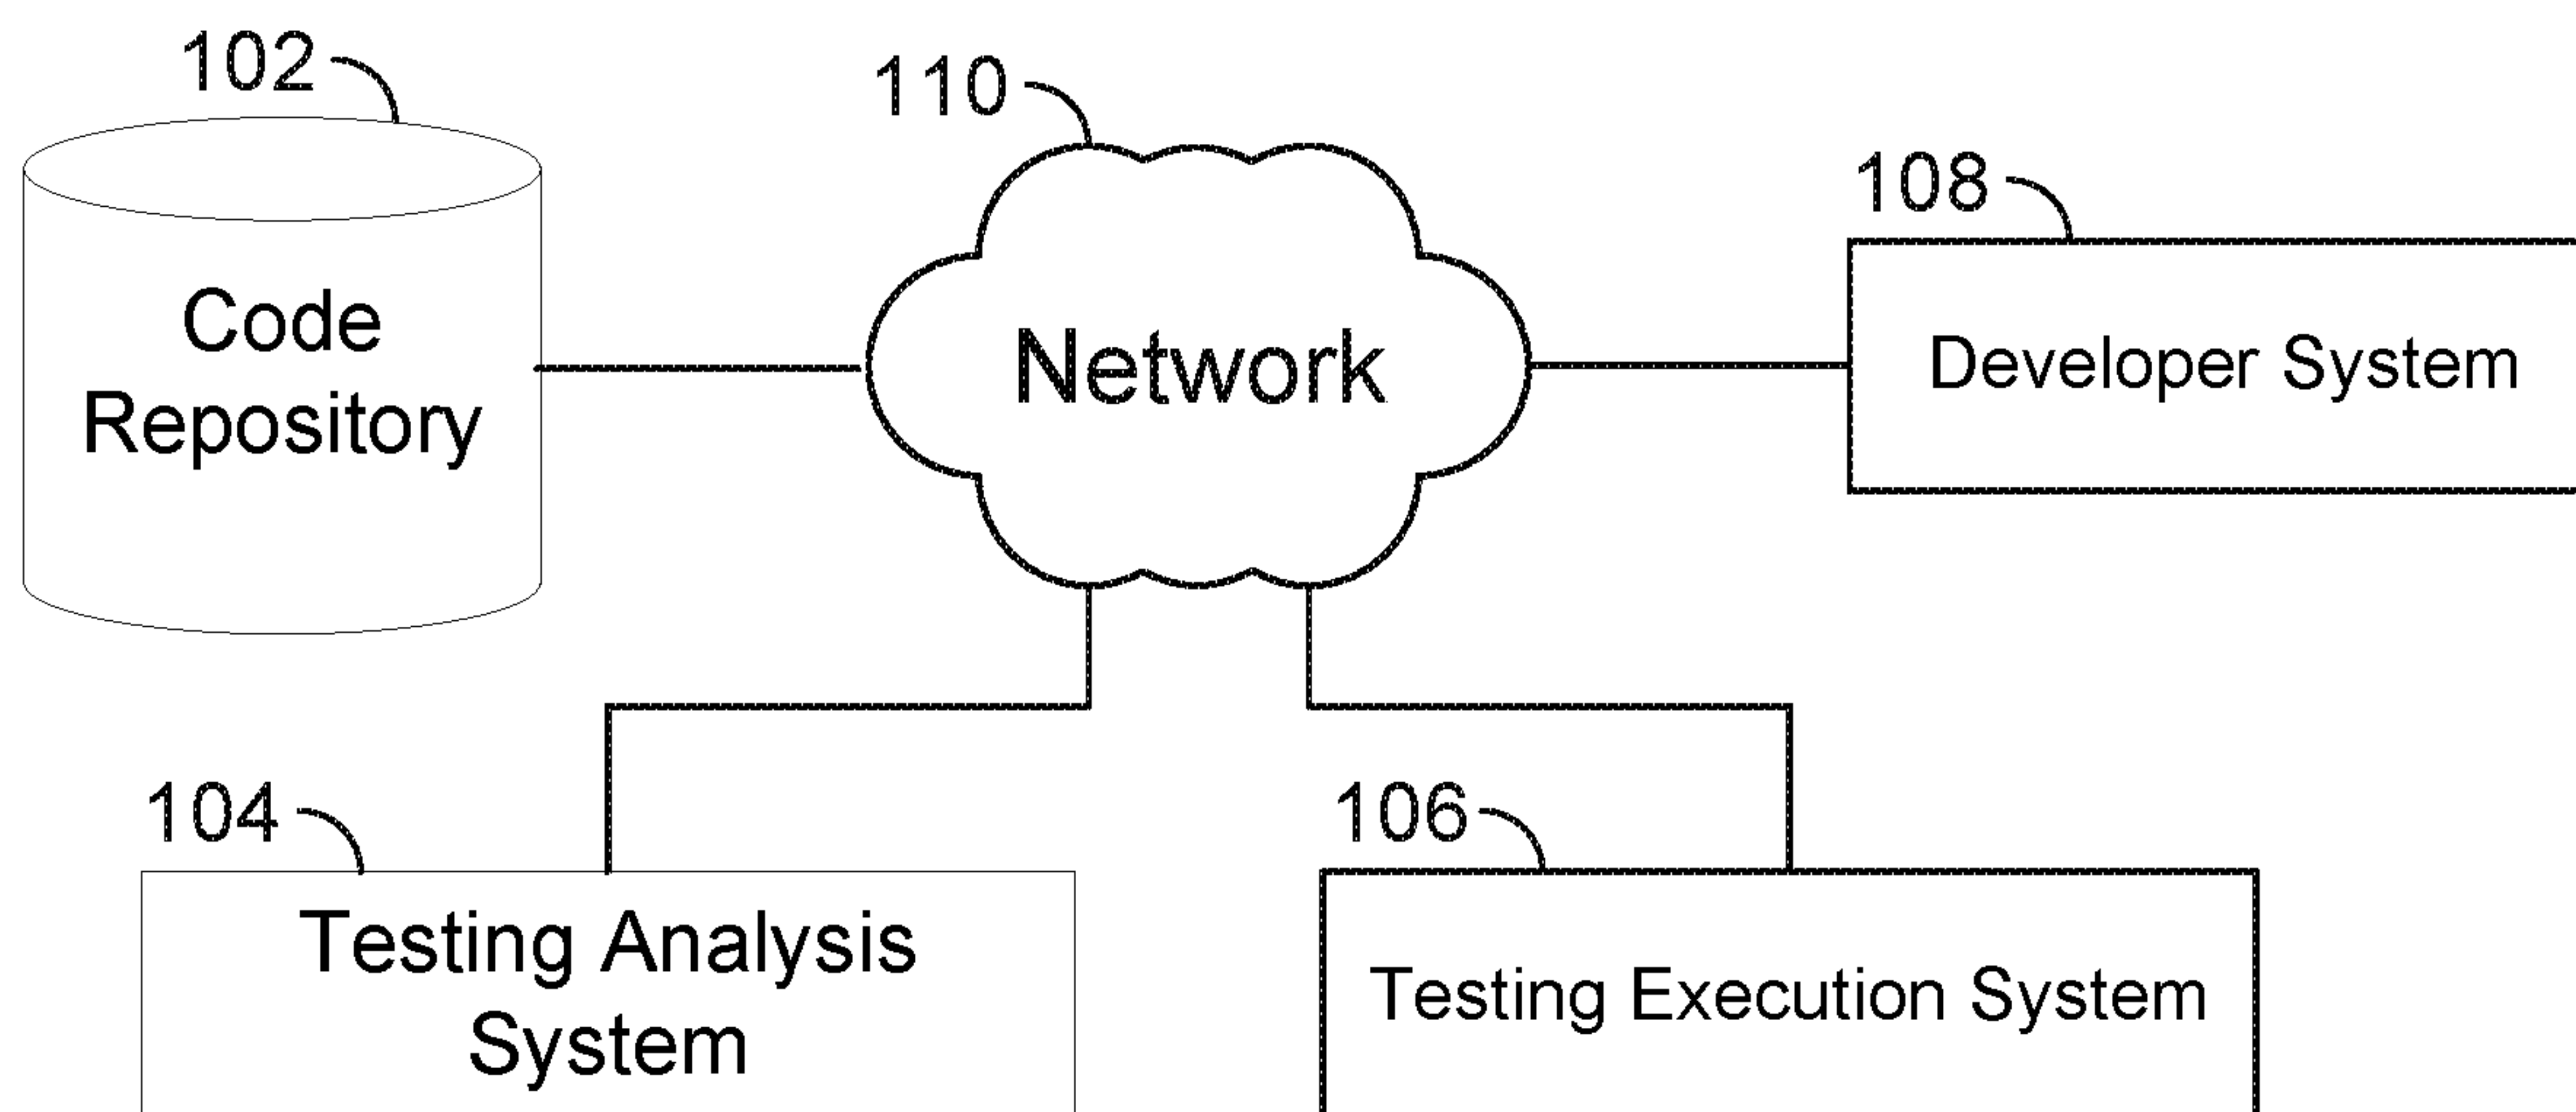 102
110
108
Code
Repository
Network
Developer System
104
106
Testing Analysis
System
Testing Execution System